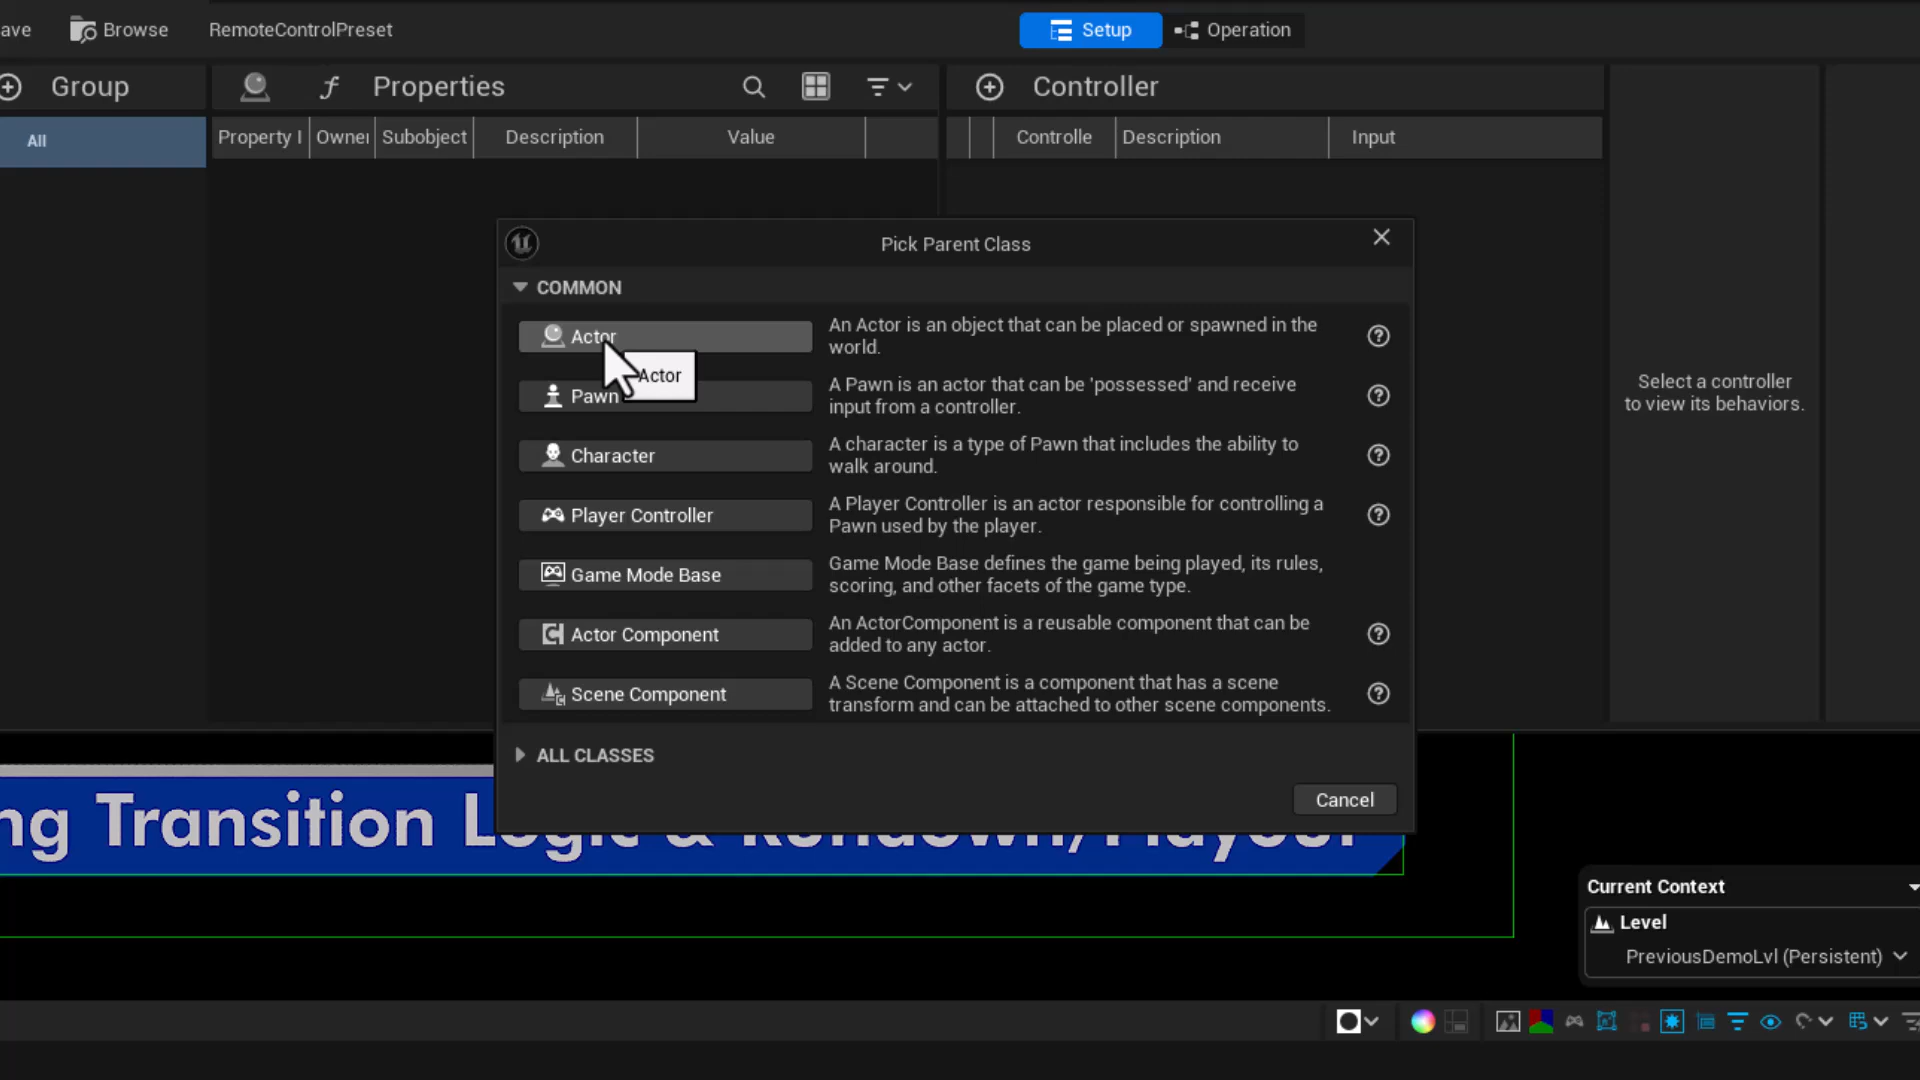 ave Browse RemoteControlPreset Setup Operation
Group Properties Controller
All
Property I Owner Subobject Description Value
Controlle Description Input
Pick Parent Class
COMMON
Actor
An Actor is an object that can be placed or spawned in the
world.
Actor
Pawn
A Pawn is an actor that can be 'possessed' and receive
input from a controller.
Character
A character is a type of Pawn that includes the ability to
walk around.
Player Controller
A Player Controller is an actor responsible for controlling a
Pawn used by the player.
Game Mode Base
Game Mode Base defines the game being played, its rules,
scoring, and other facets of the game type.
Actor Component
An ActorComponent is a reusable component that can be
added to any actor.
Scene Component
A Scene Component is a component that has a scene
transform and can be attached to other scene components.
ALL CLASSES
Cancel
Select a controller
to view its behaviors.
ng Transition Logic & Rundown/Playout
Current Context
Level
PreviousDemoLvl (Persistent)